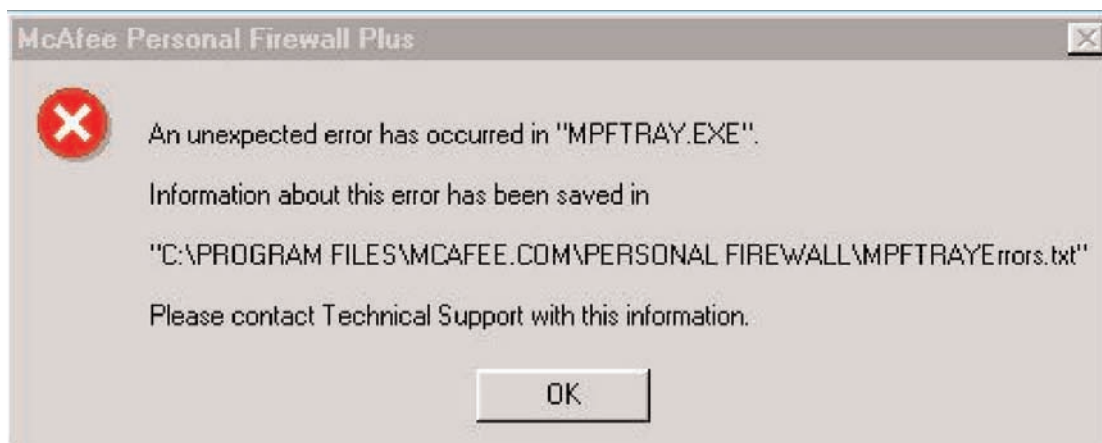 McAfee Personal Firewall Plus
An unexpected error has occurred in "MPFTRAY.EXE".
Information about this error has been saved in
"C:\PROGRAM FILES\MCAFEE.COM\PERSONAL FIREWALL\MPFTRAYErrors.txt"
Please contact Technical Support with this information.
OK